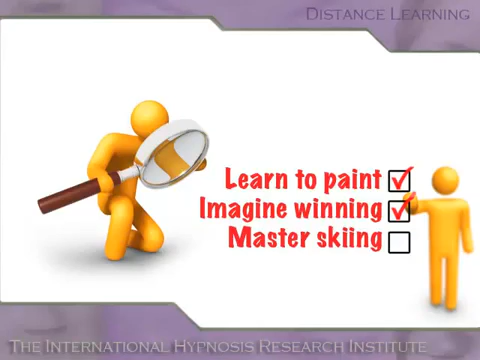 DISTANCE LEARNING
Learn to paint
Imagine winning
Master skiing
THE INTERNATIONAL HYPNOSIS RESEARCH INSTITUTE